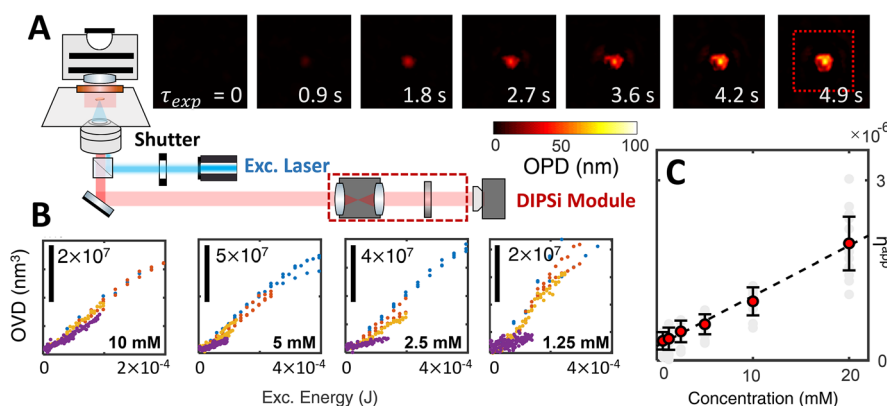 A
τexp = 0
0.9 s
1.8 s
2.7 s
3.6 s
4.2 s
4.9 s
Shutter
Exc. Laser
0 50 100
OPD (nm)
DIPSi Module
B
OVD (nm³)
2×10⁷
10 mM
0 2×10⁻⁴
5×10⁷
5 mM
0 4×10⁻⁴
4×10⁷
2.5 mM
0 4×10⁻⁴
2×10⁷
1.25 mM
0 4×10⁻⁴
Exc. Energy (J)
C
×10⁻⁶
3
0
0 10 20
Concentration (mM)